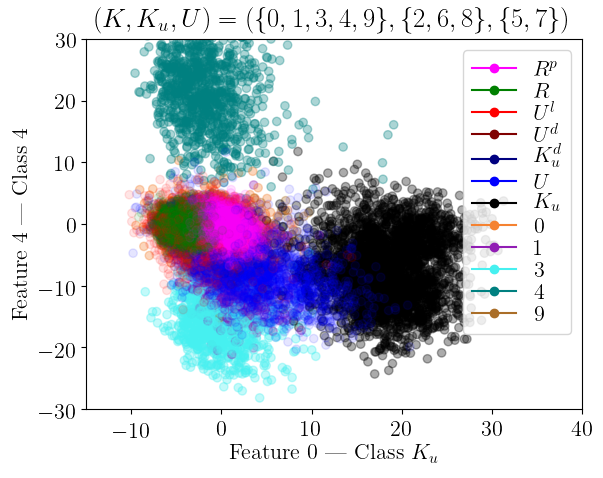 (K, K_u, U) = ({0, 1, 3, 4, 9}, {2, 6, 8}, {5, 7})
30
20
10
0
−10
−20
−30
Feature 4 — Class 4
−10
0
10
20
30
40
Feature 0 — Class K_u
R^p
R
U^l
U^d
K_u^d
U
K_u
0
1
3
4
9